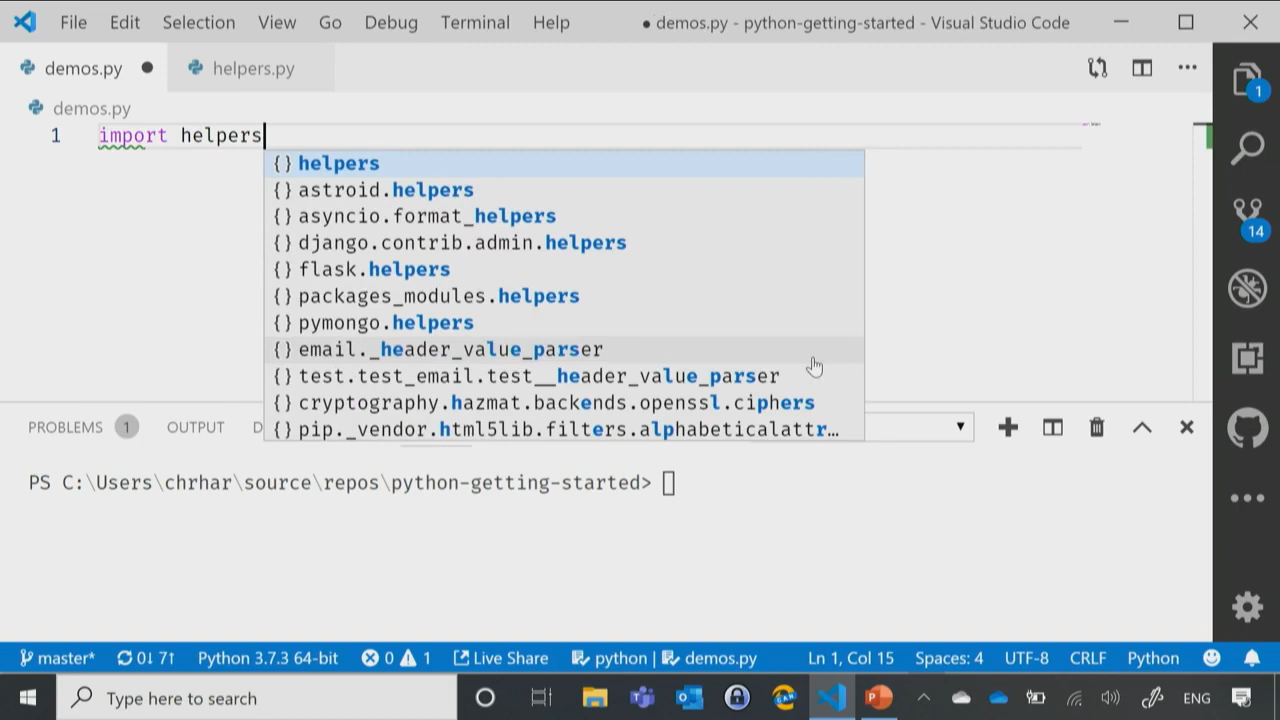 File Edit Selection View Go Debug Terminal Help ● demos.py - python-getting-started - Visual Studio Code
demos.py ● helpers.py
demos.py
1 import helpers
{} helpers
{} astroid.helpers
{} asyncio.format_helpers
{} django.contrib.admin.helpers
{} flask.helpers
{} packages_modules.helpers
{} pymongo.helpers
{} email._header_value_parser
{} test.test_email.test__header_value_parser
{} cryptography.hazmat.backends.openssl.ciphers
{} pip._vendor.html5lib.filters.alphabeticalattr…
1
14
PROBLEMS 1 OUTPUT D
PS C:\Users\chrhar\source\repos\python-getting-started>
master* 0↓ 7↑ Python 3.7.3 64-bit 0 1 Live Share python | demos.py Ln 1, Col 15 Spaces: 4 UTF-8 CRLF Python
Type here to search ENG